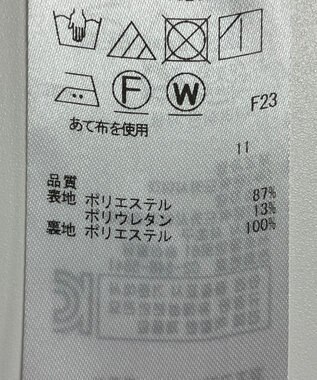 F
W
F23
あて布を使用
11
品質
表地 ポリエステル 87%
ポリウレタン 13%
裏地 ポリエステル 100%